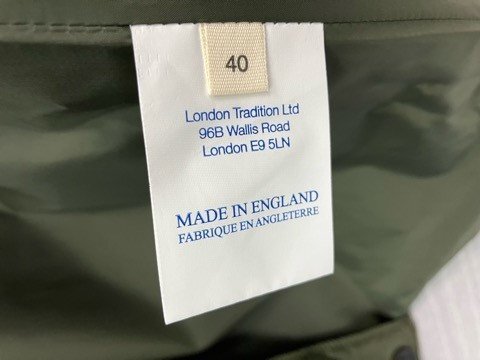 40
London Tradition Ltd
96B Wallis Road
London E9 5LN
MADE IN ENGLAND
FABRIQUE EN ANGLETERRE